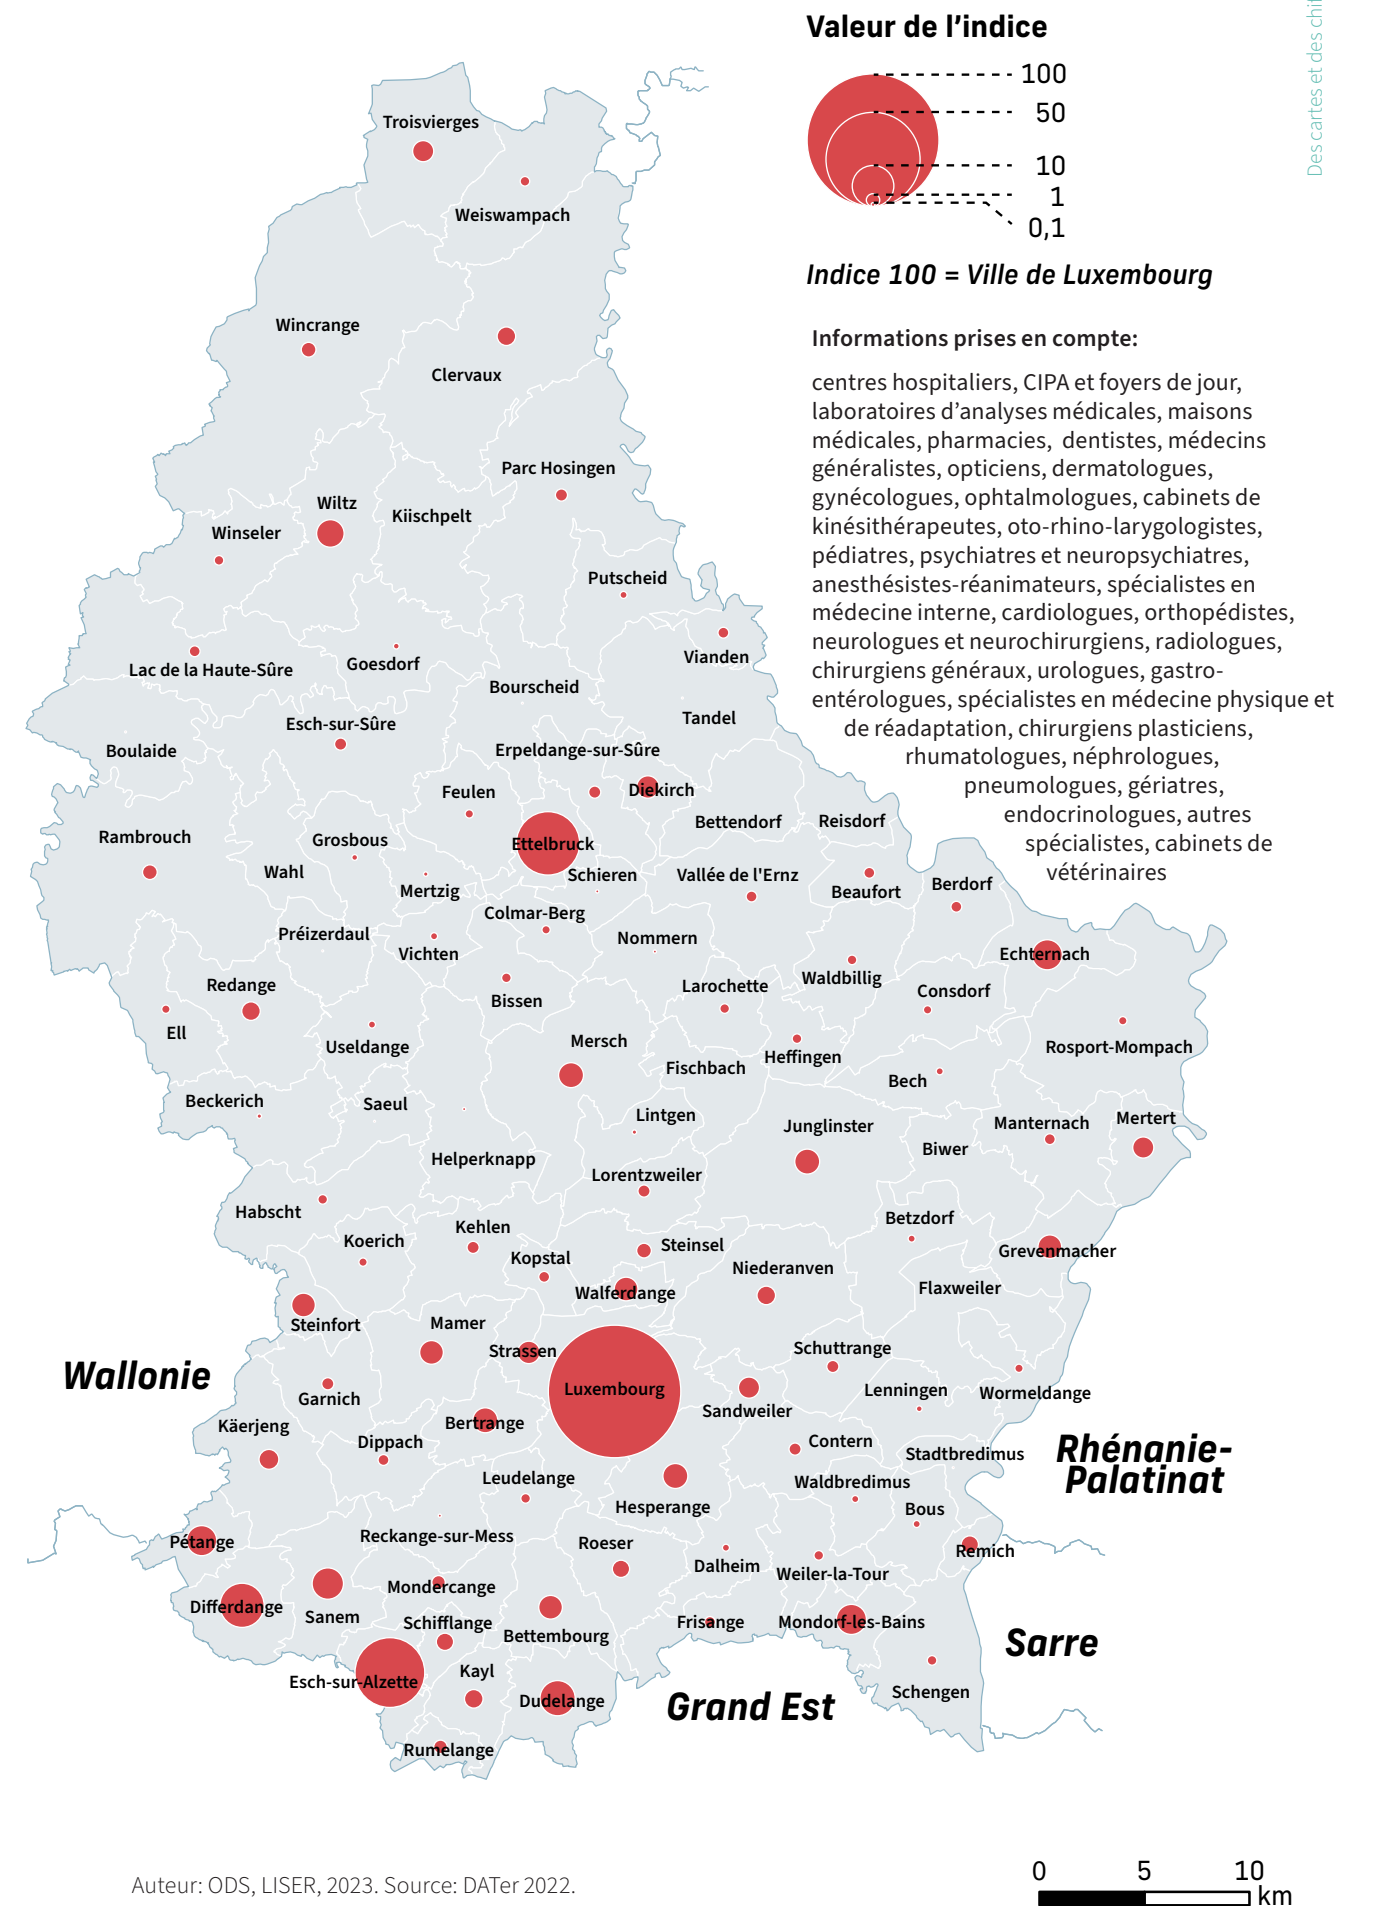 Des cartes et des chif
Valeur de l’indice
100
50
10
1
0,1
Indice 100 = Ville de Luxembourg
Informations prises en compte:
centres hospitaliers, CIPA et foyers de jour,
laboratoires d’analyses médicales, maisons
médicales, pharmacies, dentistes, médecins
généralistes, opticiens, dermatologues,
gynécologues, ophtalmologues, cabinets de
kinésithérapeutes, oto-rhino-larygologistes,
pédiatres, psychiatres et neuropsychiatres,
anesthésistes-réanimateurs, spécialistes en
médecine interne, cardiologues, orthopédistes,
neurologues et neurochirurgiens, radiologues,
chirurgiens généraux, urologues, gastro-
entérologues, spécialistes en médecine physique et
de réadaptation, chirurgiens plasticiens,
rhumatologues, néphrologues,
pneumologues, gériatres,
endocrinologues, autres
spécialistes, cabinets de
vétérinaires
Troisvierges
Weiswampach
Wincrange
Clervaux
Parc Hosingen
Wiltz
Kiischpelt
Winseler
Putscheid
Vianden
Lac de la Haute-Sûre
Goesdorf
Bourscheid
Tandel
Esch-sur-Sûre
Boulaide
Erpeldange-sur-Sûre
Diekirch
Feulen
Bettendorf
Reisdorf
Rambrouch
Grosbous
Ettelbruck
Wahl
Schieren
Vallée de l'Ernz
Mertzig
Beaufort
Berdorf
Colmar-Berg
Préizerdaul
Nommern
Vichten
Echternach
Waldbillig
Redange
Larochette
Consdorf
Bissen
Ell
Useldange
Mersch
Rosport-Mompach
Heffingen
Fischbach
Bech
Beckerich
Saeul
Lintgen
Junglinster
Manternach
Mertert
Biwer
Helperknapp
Lorentzweiler
Habscht
Betzdorf
Kehlen
Koerich
Steinsel
Grevenmacher
Kopstal
Niederanven
Flaxweiler
Walferdange
Steinfort
Mamer
Strassen
Schuttrange
Wallonie
Luxembourg
Lenningen
Wormeldange
Garnich
Sandweiler
Käerjeng
Bertrange
Dippach
Contern
Stadtbredimus
Rhénanie-
Palatinat
Leudelange
Waldbredimus
Hesperange
Bous
Reckange-sur-Mess
Pétange
Roeser
Remich
Dalheim
Weiler-la-Tour
Mondercange
Differdange
Sanem
Schifflange
Frisange
Mondorf-les-Bains
Bettembourg
Sarre
Kayl
Esch-sur-Alzette
Schengen
Dudelange
Grand Est
Rumelange
Auteur: ODS, LISER, 2023. Source: DATer 2022.
0 5 10
km